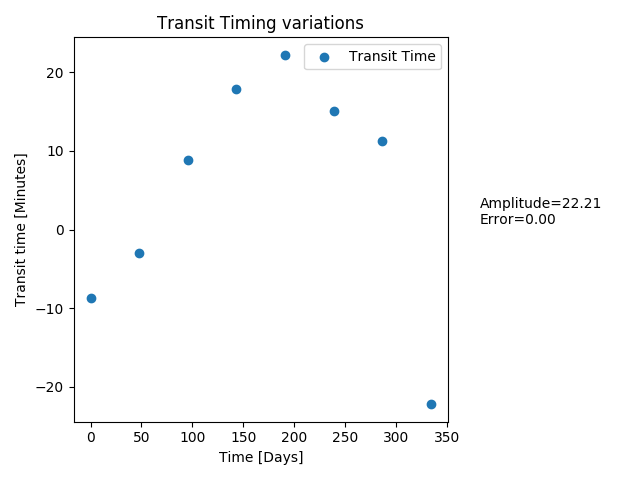 Transit Timing variations
Transit Time
Transit time [Minutes]
20
10
0
−10
−20
0
50
100
150
200
250
300
350
Time [Days]
Amplitude=22.21
Error=0.00